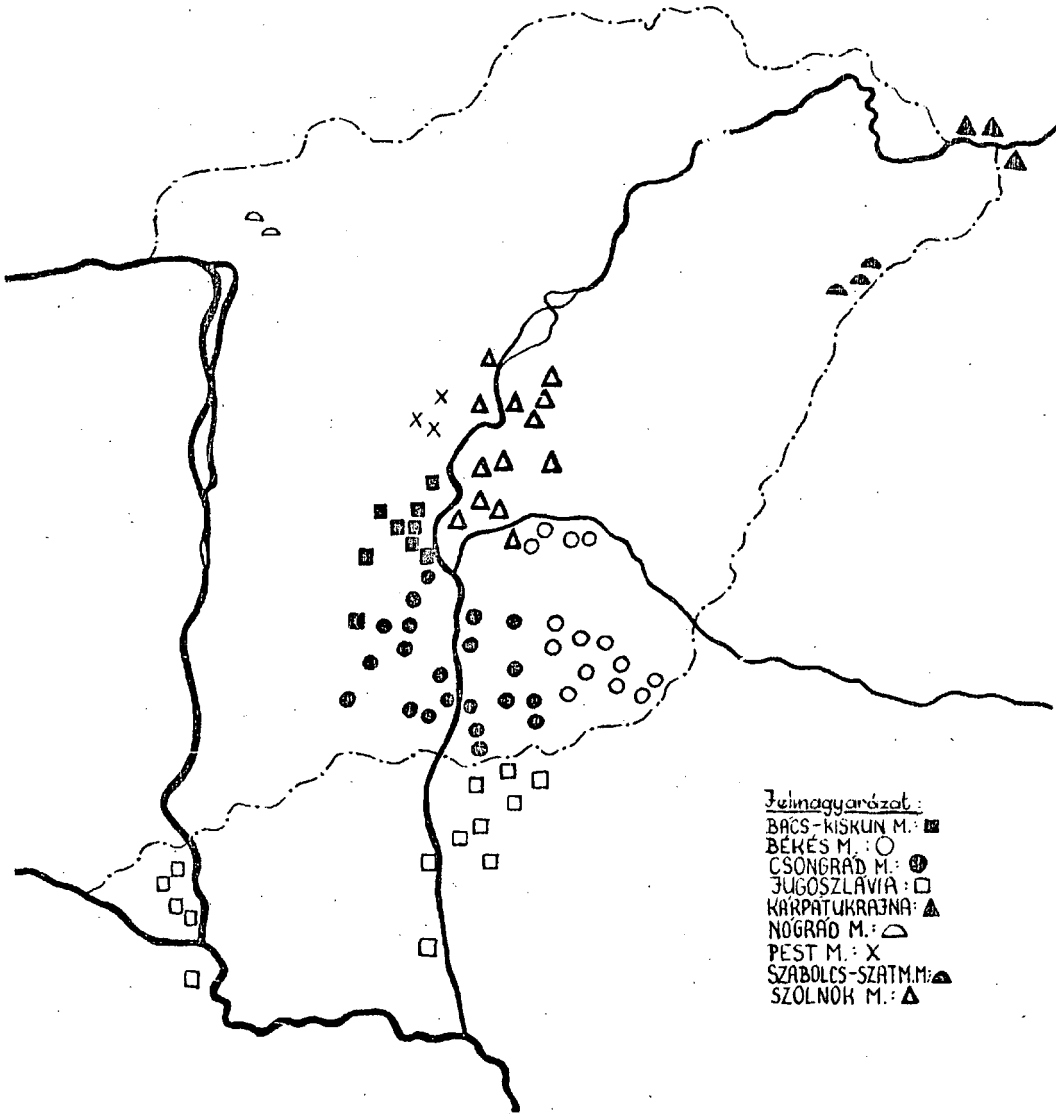 Jelmagyarázat :
BÁCS-KISKUN M.:
BÉKÉS M. :
CSONGRÁD M.:
JUGOSZLÁVIA :
KÁRPÁTUKRAJNA:
NÓGRÁD M.:
PEST M. : X
SZABOLCS-SZATM.M:
SZOLNOK M.: